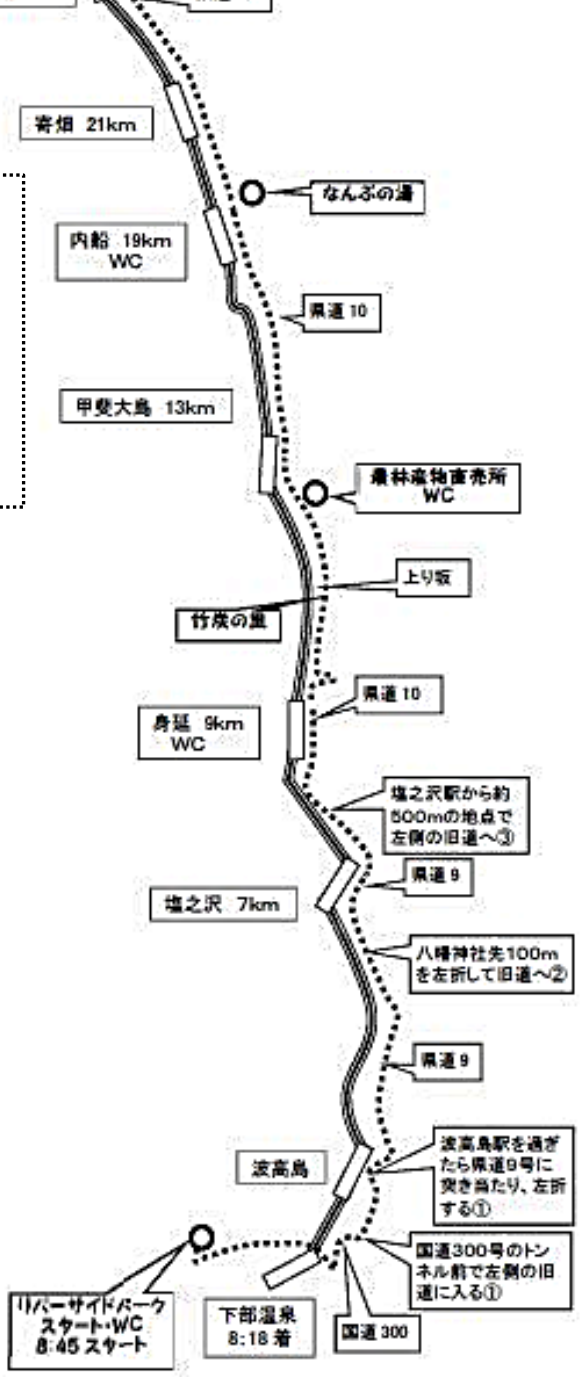 寄畑 21km
なんぶの湯
内船 19km
WC
県道10
甲斐大島 13km
農林産物直売所
WC
上り坂
竹炭の里
県道10
身延 9km
WC
塩之沢駅から約
500mの地点で
左側の旧道へ③
県道9
塩之沢 7km
八幡神社先100m
を左折して旧道へ②
県道9
波高島駅を過ぎ
たら県道9号に
突き当たり、左折
する①
波高島
国道300号のトン
ネル前で左側の旧
道に入る①
リバーサイドパーク
スタート・WC
8:45 スタート
下部温泉
8:18 着
国道300